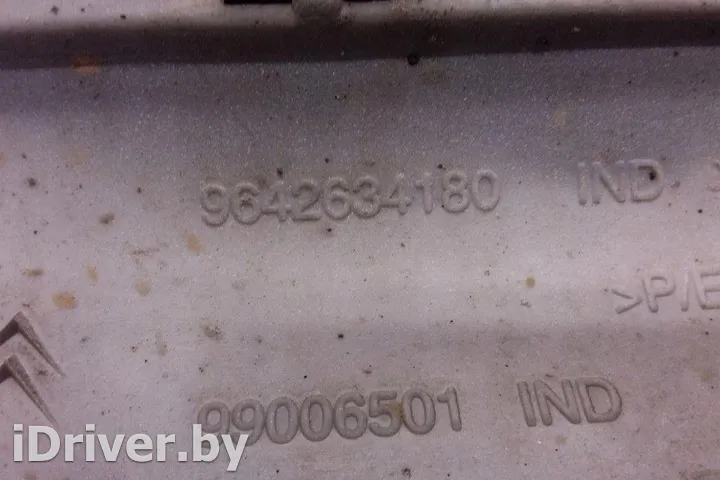 9642634180 IND
>P/E
99006501 IND
iDriver.by